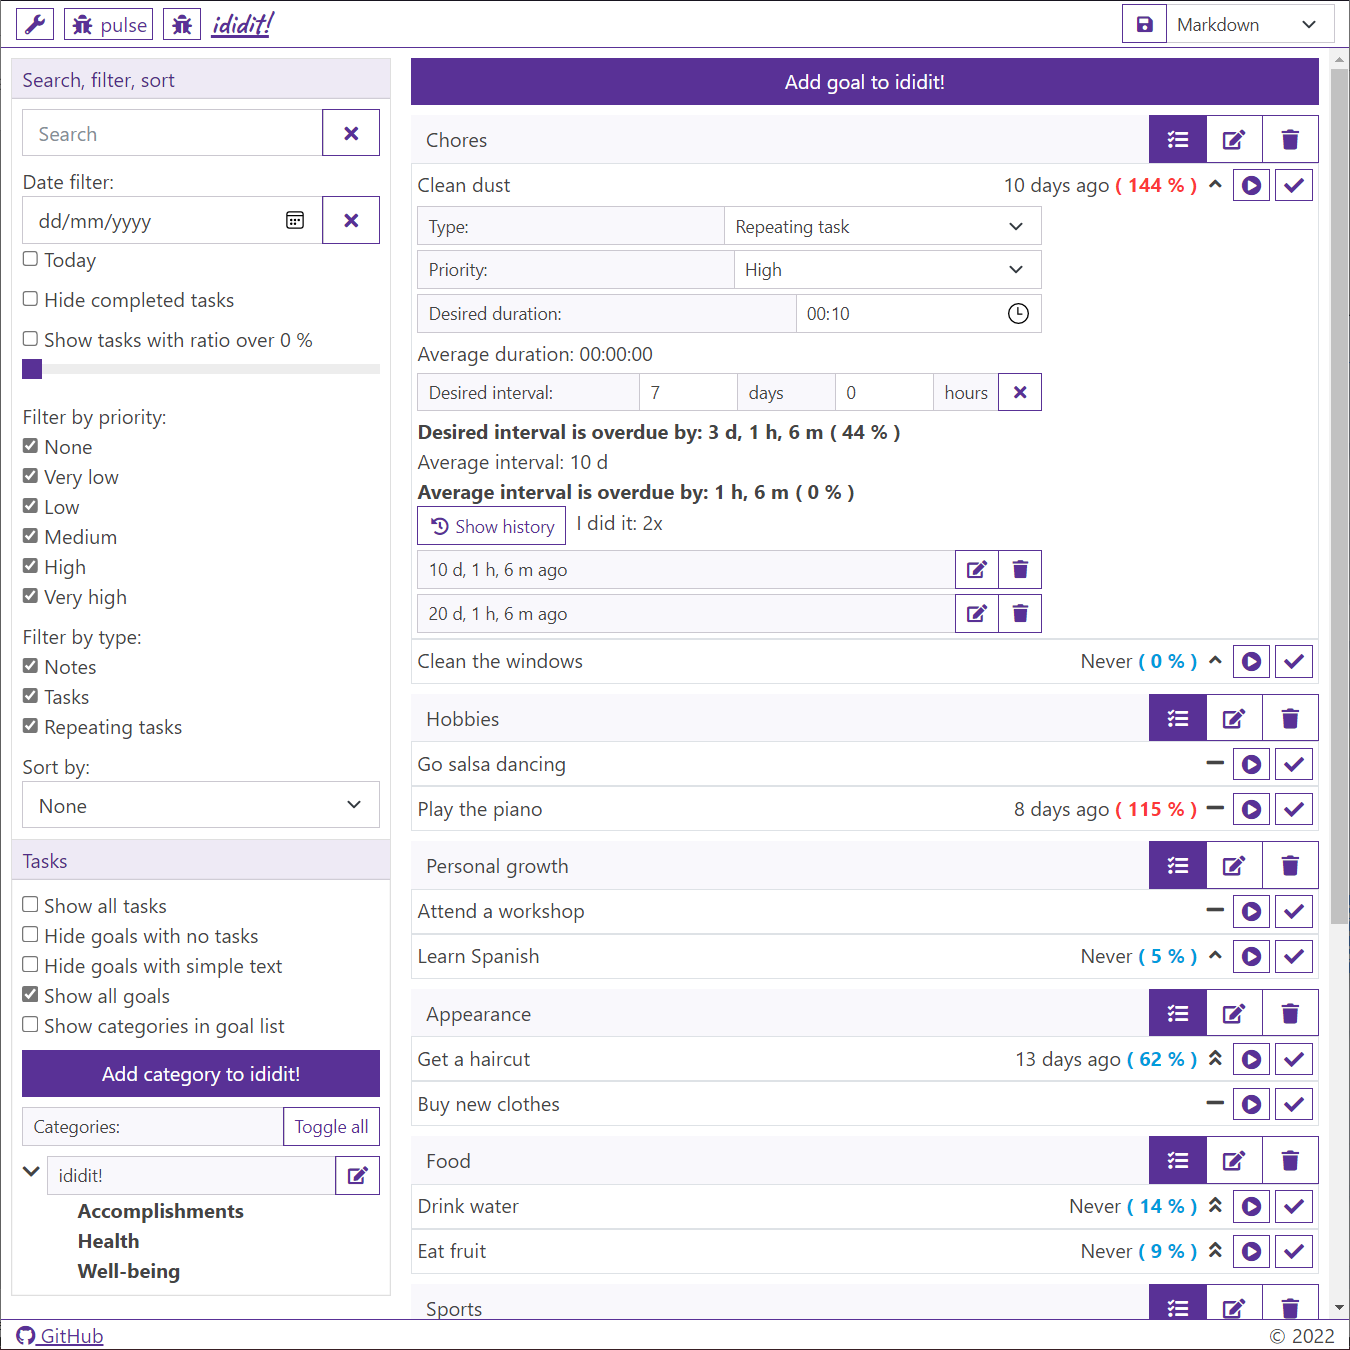 pulse
ididit!
Markdown
Search, filter, sort
Search
Date filter:
dd/mm/yyyy
Today
Hide completed tasks
Show tasks with ratio over 0 %
Filter by priority:
None
Very low
Low
Medium
High
Very high
Filter by type:
Notes
Tasks
Repeating tasks
Sort by:
None
Tasks
Show all tasks
Hide goals with no tasks
Hide goals with simple text
Show all goals
Show categories in goal list
Add category to ididit!
Categories: Toggle all
ididit!
Accomplishments
Health
Well-being
Add goal to ididit!
Chores
Clean dust 10 days ago ( 144 % )
Type: Repeating task
Priority: High
Desired duration: 00:10
Average duration: 00:00:00
Desired interval: 7 days 0 hours
Desired interval is overdue by: 3 d, 1 h, 6 m ( 44 % )
Average interval: 10 d
Average interval is overdue by: 1 h, 6 m ( 0 % )
Show history I did it: 2x
10 d, 1 h, 6 m ago
20 d, 1 h, 6 m ago
Clean the windows Never ( 0 % )
Hobbies
Go salsa dancing
Play the piano 8 days ago ( 115 % )
Personal growth
Attend a workshop
Learn Spanish Never ( 5 % )
Appearance
Get a haircut 13 days ago ( 62 % )
Buy new clothes
Food
Drink water Never ( 14 % )
Eat fruit Never ( 9 % )
Sports
GitHub
© 2022